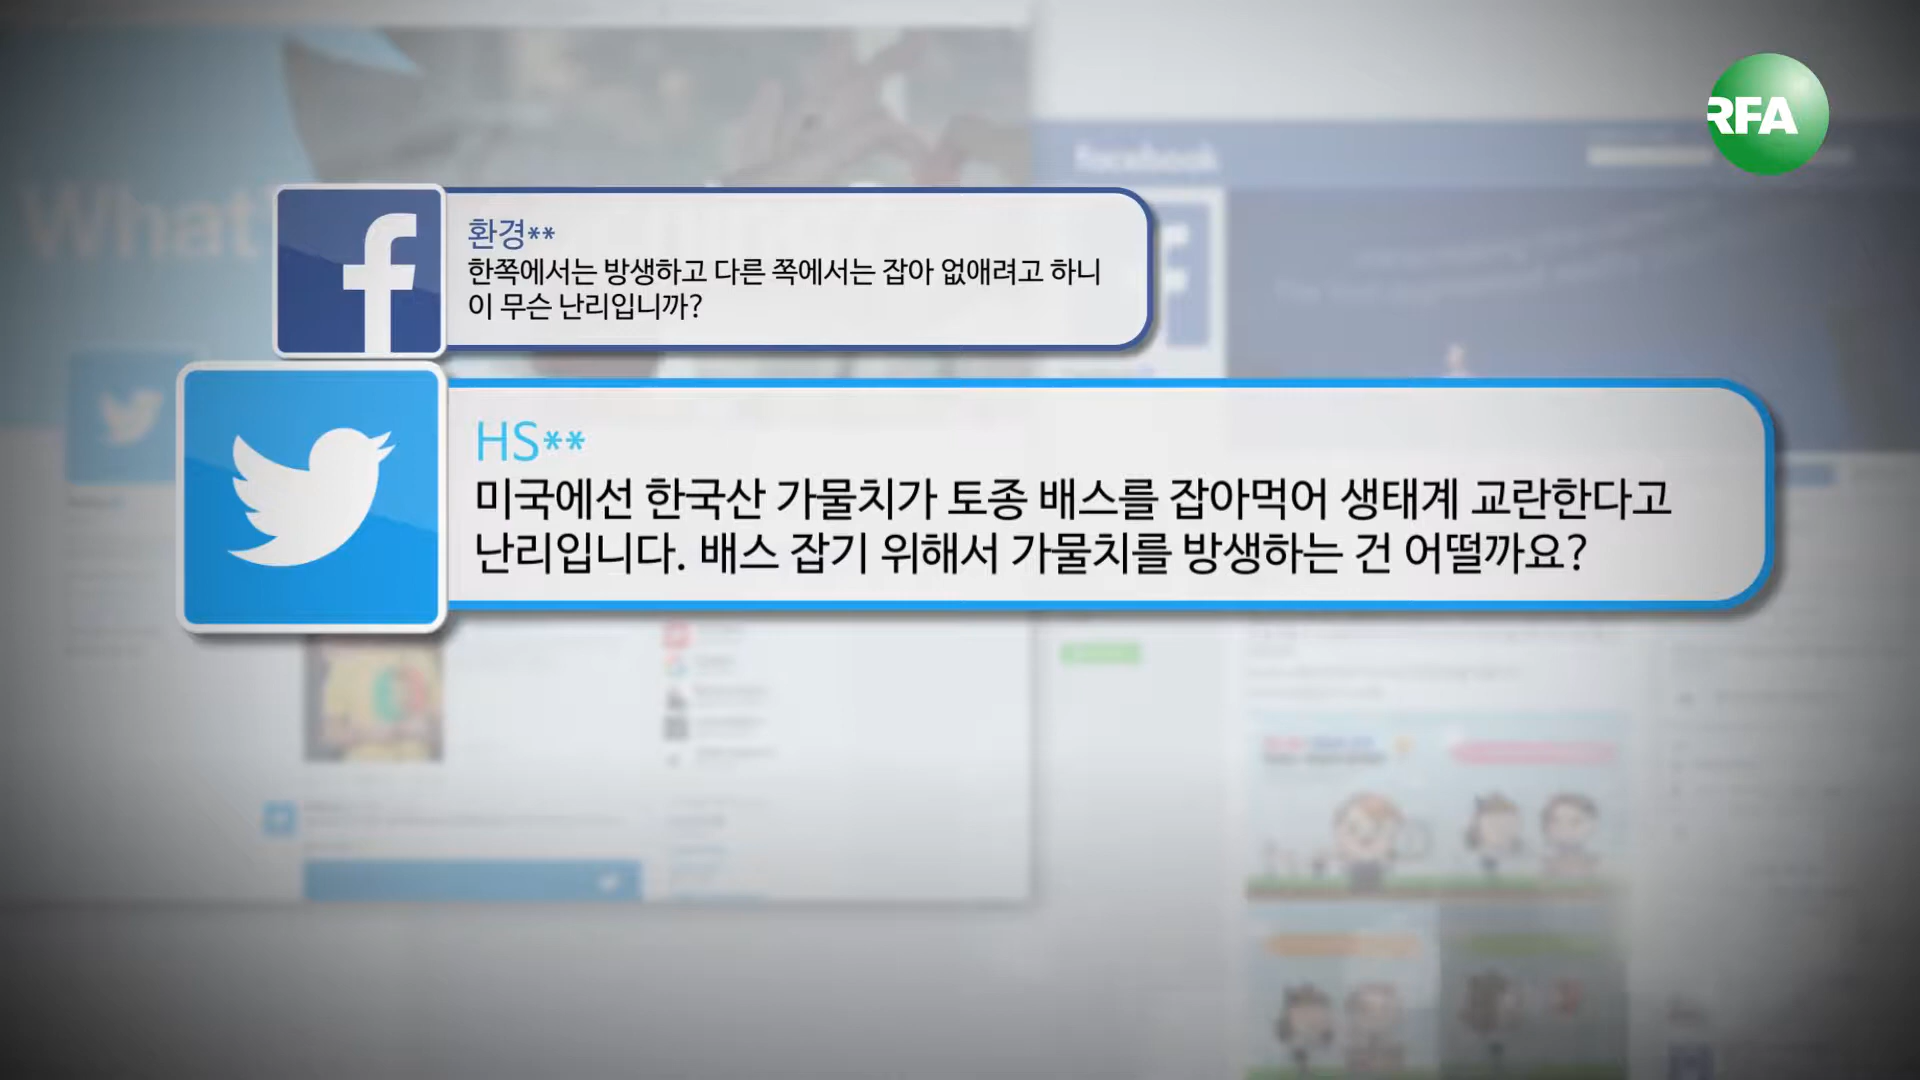 RFA
facebook
What'
환경**
한쪽에서는 방생하고 다른 쪽에서는 잡아 없애려고 하니
이 무슨 난리입니까?
HS**
미국에선 한국산 가물치가 토종 배스를 잡아먹어 생태계 교란한다고
난리입니다. 배스 잡기 위해서 가물치를 방생하는 건 어떨까요?